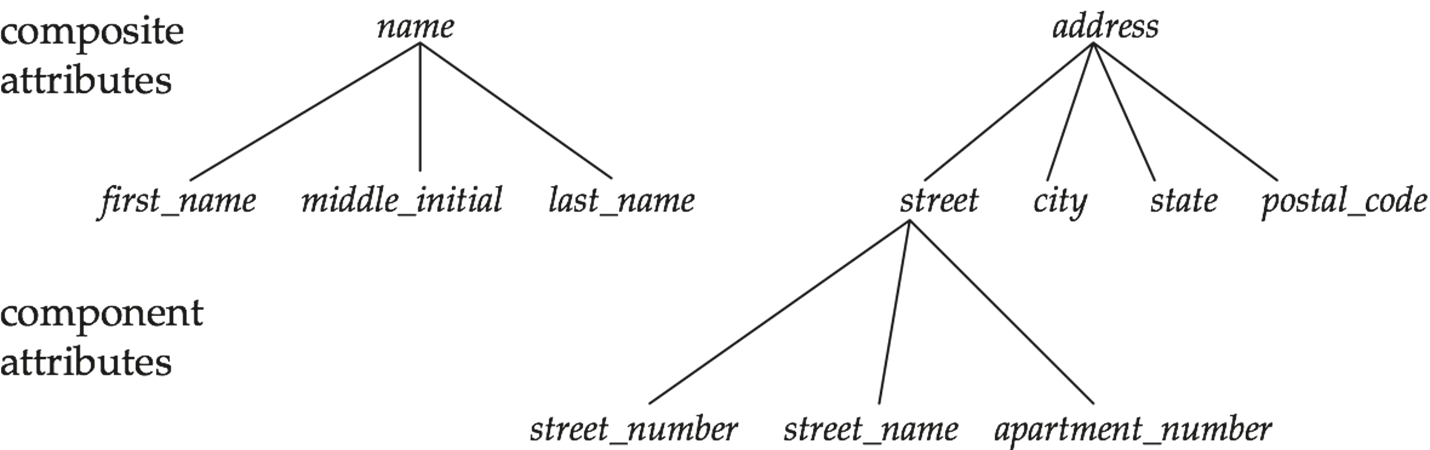 composite
attributes
name
address
first_name middle_initial last_name
street city state postal_code
component
attributes
street_number street_name apartment_number